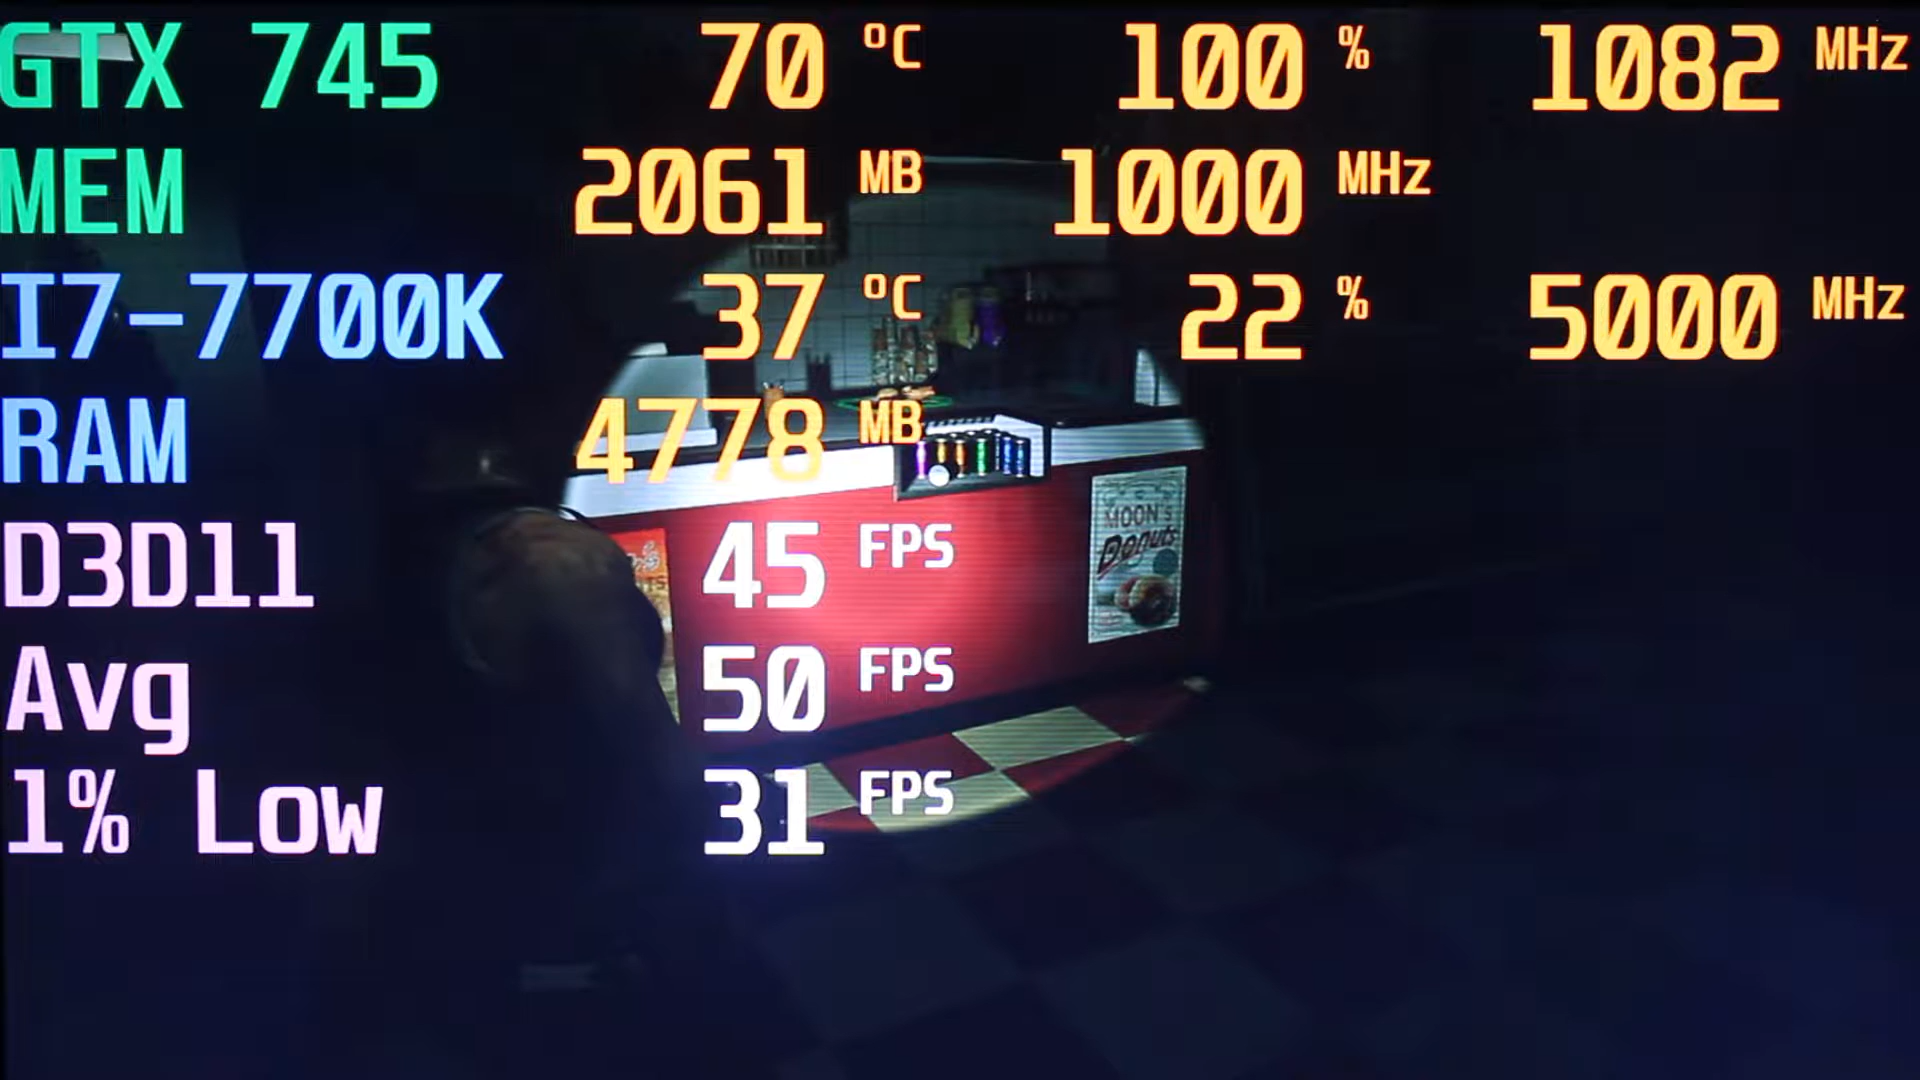 GTX 745 70 °C 100 % 1082 MHz
MEM 2061 MB 1000 MHz
I7-7700K 37 °C 22 % 5000 MHz
RAM 4778 MB
D3D11 45 FPS
Avg 50 FPS
1% Low 31 FPS
MOON'S
Donuts